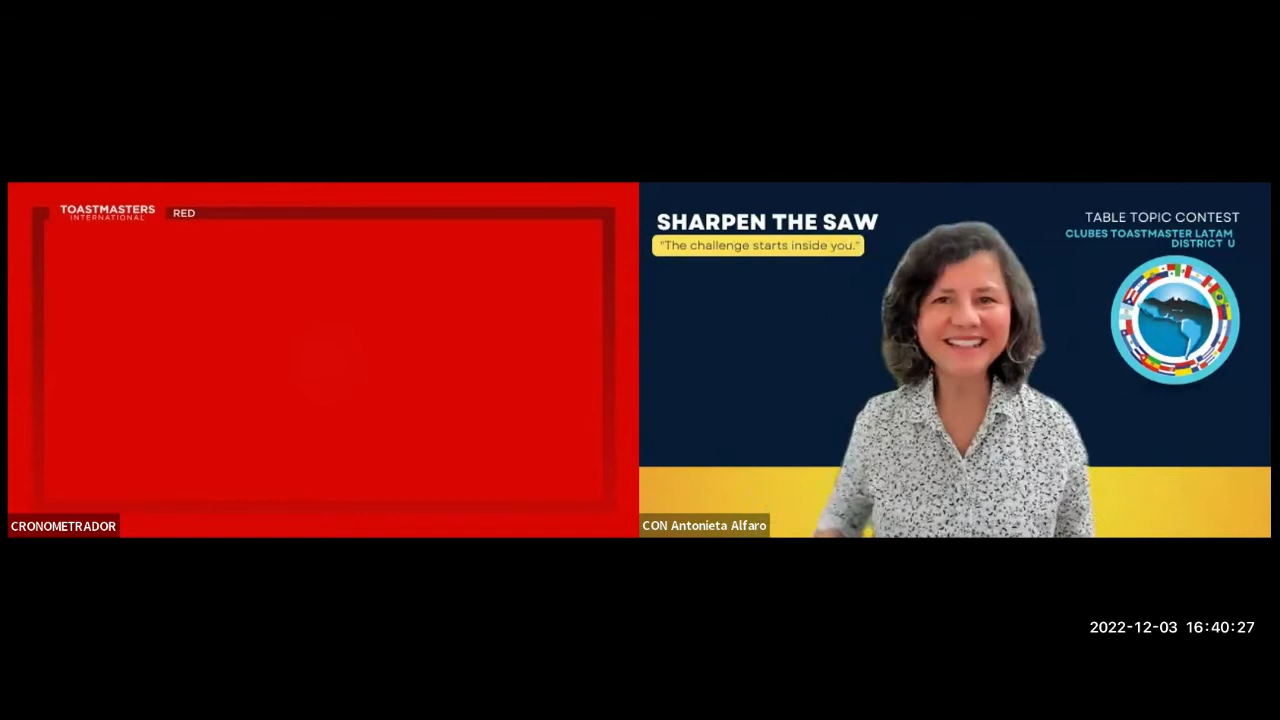 TOASTMASTERS
INTERNATIONAL
RED
CRONOMETRADOR
SHARPEN THE SAW
"The challenge starts inside you."
TABLE TOPIC CONTEST
CLUBES TOASTMASTER LATAM
DISTRICT U
CON Antonieta Alfaro
2022-12-03 16:40:27